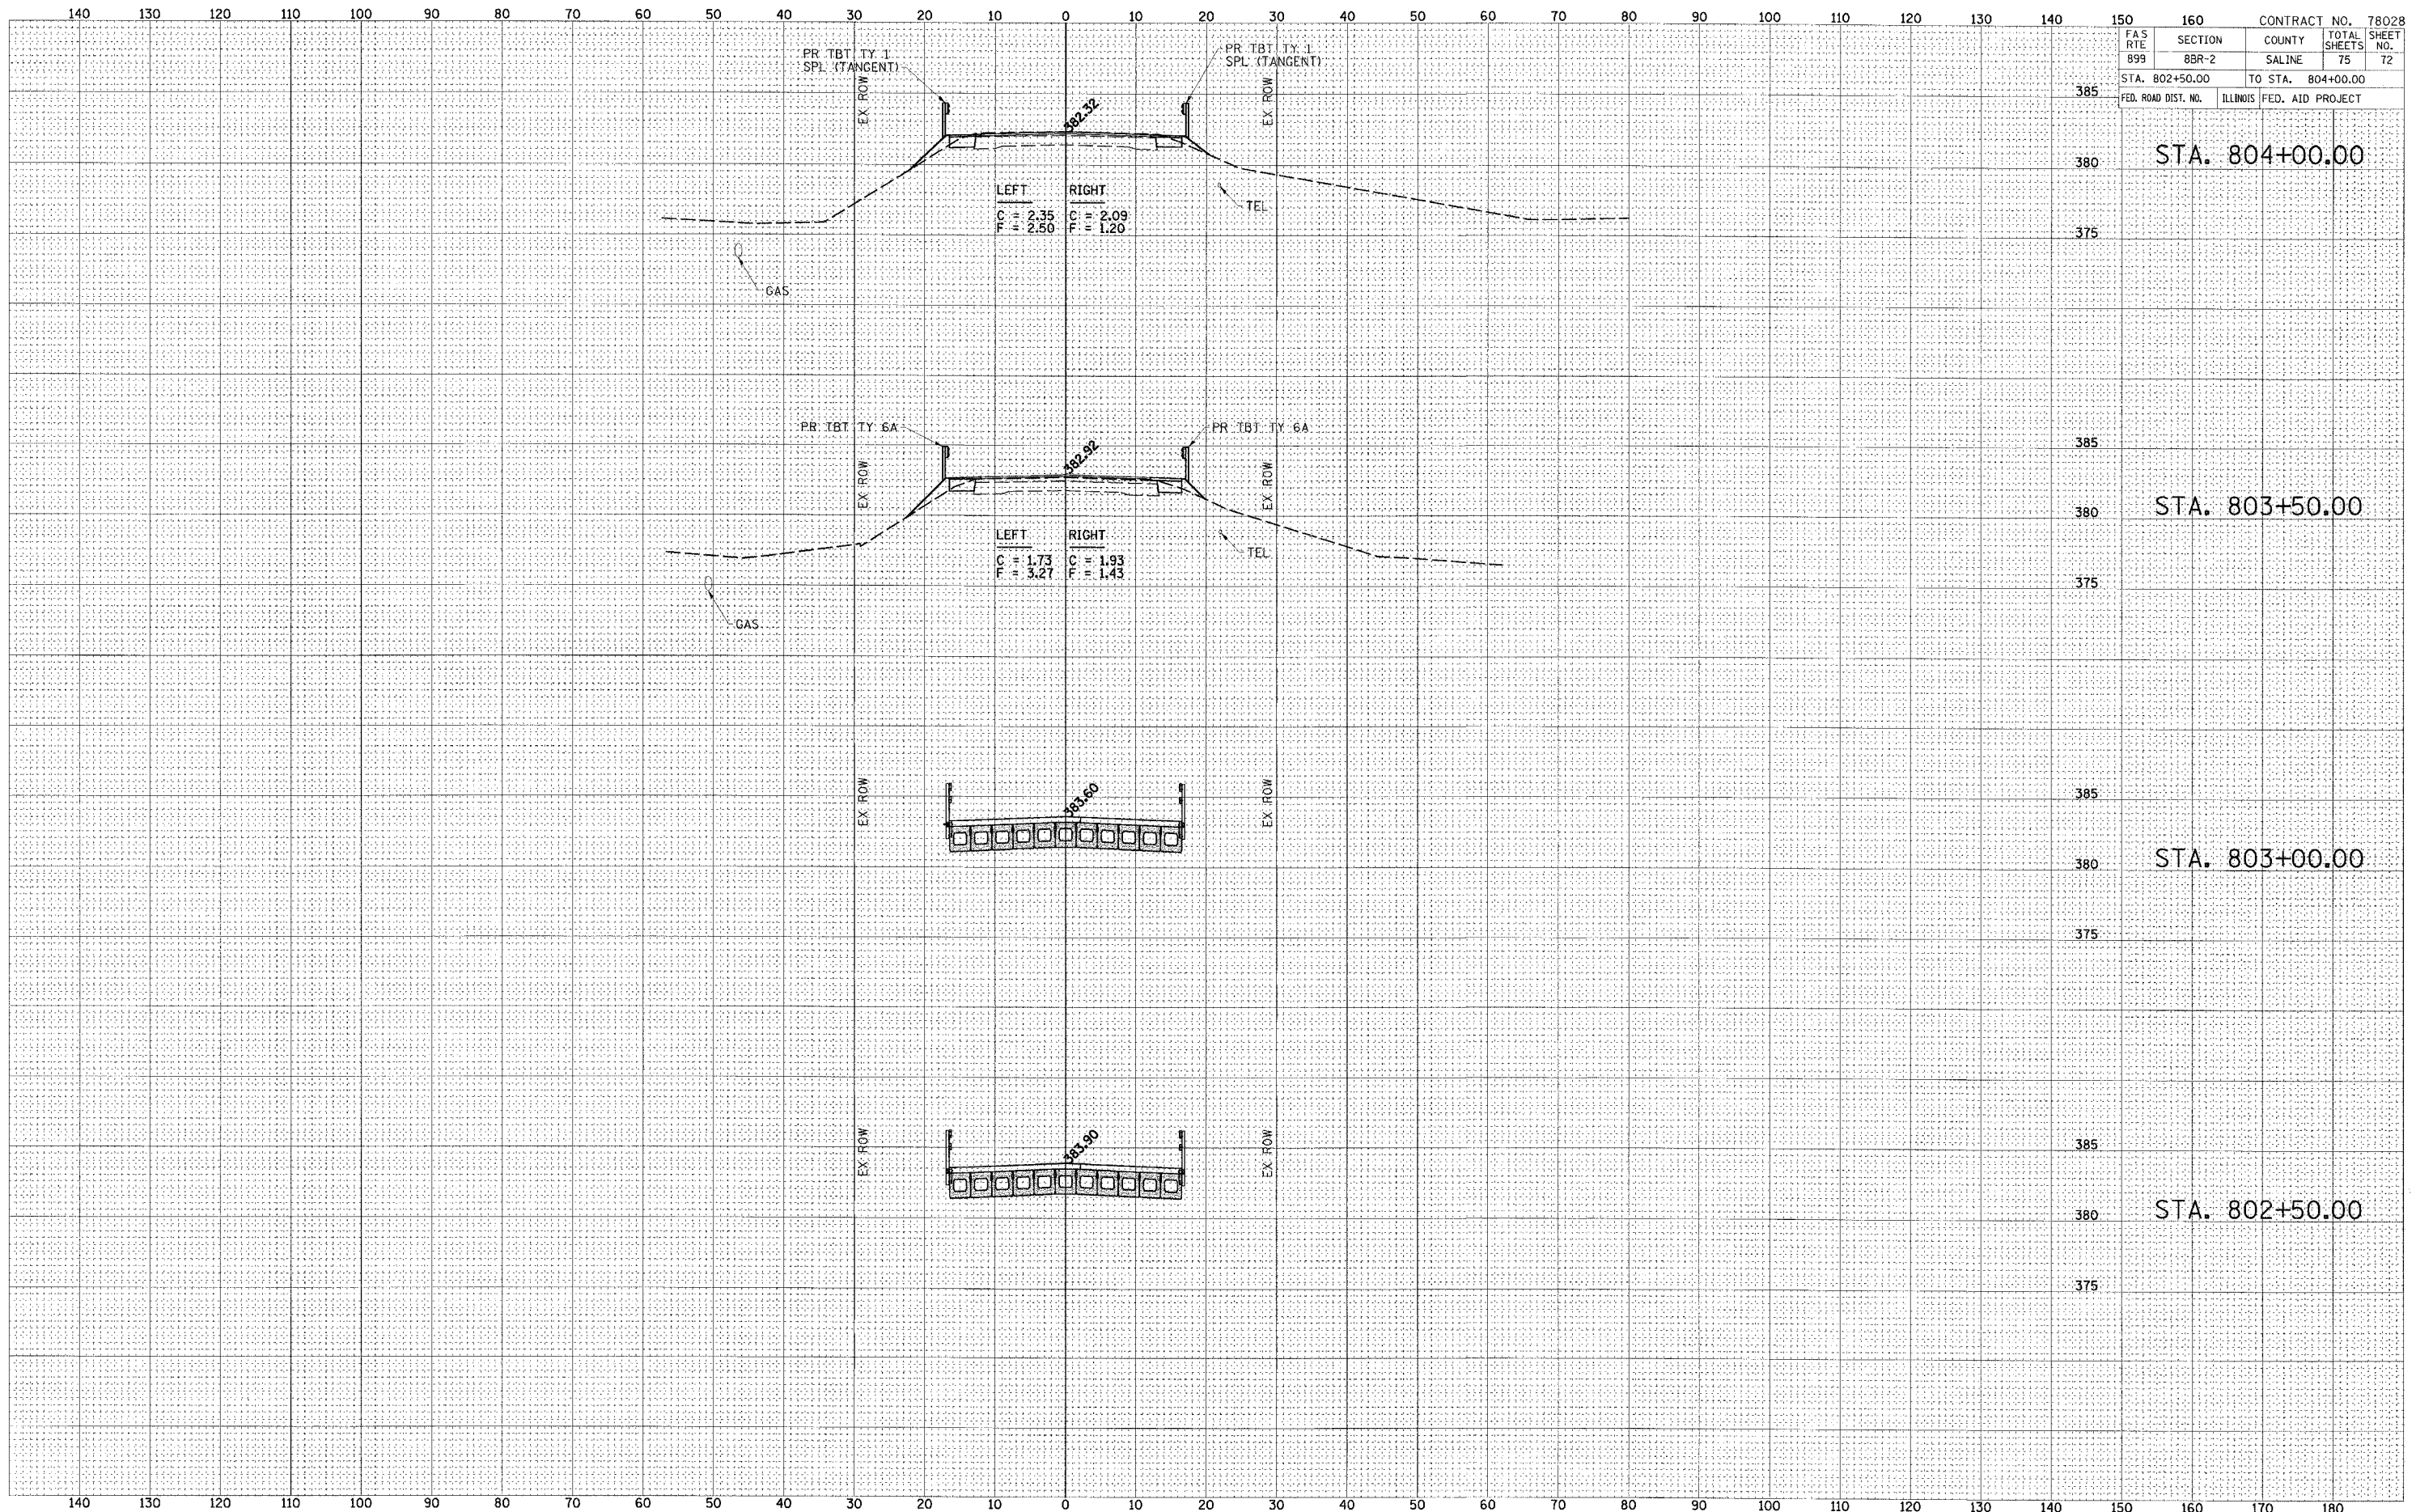 140 130 120 110 100 90 80 70 60 50 40 30 20 10 0 10 20 30 40 50 60 70 80 90 100 110 120 130 140 150 160
CONTRACT NO. 78028
FAS RTE SECTION COUNTY TOTAL SHEETS SHEET NO.
899 8BR-2 SALINE 75 72
STA. 802+50.00 TO STA. 804+00.00
FED. ROAD DIST. NO. ILLINOIS FED. AID PROJECT
PR TBT TY 1
SPL (TANGENT)
EX ROW
382.32
PR TBT TY 1
SPL (TANGENT)
EX ROW
385
380
375
STA. 804+00.00
LEFT RIGHT
C = 2.35 C = 2.09
F = 2.50 F = 1.20
TEL
GAS
PR TBT TY 6A
EX ROW
382.92
PR TBT TY 6A
EX ROW
385
380
375
STA. 803+50.00
LEFT RIGHT
C = 1.73 C = 1.93
F = 3.27 F = 1.43
TEL
GAS
EX ROW
383.60
EX ROW
385
380
375
STA. 803+00.00
EX ROW
383.90
EX ROW
385
380
375
STA. 802+50.00
140 130 120 110 100 90 80 70 60 50 40 30 20 10 0 10 20 30 40 50 60 70 80 90 100 110 120 130 140 150 160 170 180